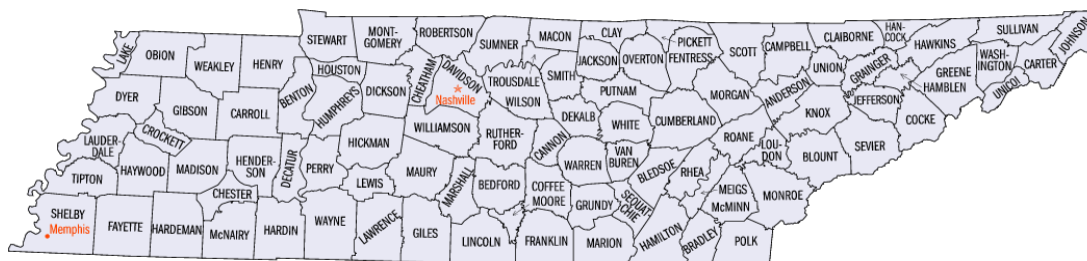 LAKE
OBION
WEAKLEY
HENRY
STEWART
MONT-
GOMERY
ROBERTSON
SUMNER
MACON
CLAY
PICKETT
SCOTT
CAMPBELL
CLAIBORNE
HAN-
COCK
HAWKINS
SULLIVAN
JOHNSON
HOUSTON
CHEATHAM
DAVIDSON
Nashville
TROUSDALE
SMITH
JACKSON
OVERTON
FENTRESS
UNION
GRAINGER
WASH-
INGTON
CARTER
UNICOI
GREENE
HAMBLEN
DYER
GIBSON
CARROLL
BENTON
HUMPHREYS
DICKSON
WILSON
PUTNAM
MORGAN
ANDERSON
KNOX
JEFFERSON
COCKE
LAUDER-
DALE
CROCKETT
HICKMAN
WILLIAMSON
RUTHER-
FORD
CANNON
DEKALB
WHITE
CUMBERLAND
ROANE
LOU-
DON
BLOUNT
SEVIER
TIPTON
HAYWOOD
MADISON
HENDER-
SON
DECATUR
PERRY
LEWIS
MAURY
MARSHALL
BEDFORD
COFFEE
MOORE
WARREN
VAN
BUREN
BLEDSOE
RHEA
MEIGS
McMINN
MONROE
CHESTER
SHELBY
Memphis
FAYETTE
HARDEMAN
McNAIRY
HARDIN
WAYNE
LAWRENCE
GILES
LINCOLN
FRANKLIN
GRUNDY
SEQUAT-
CHIE
MARION
HAMILTON
BRADLEY
POLK